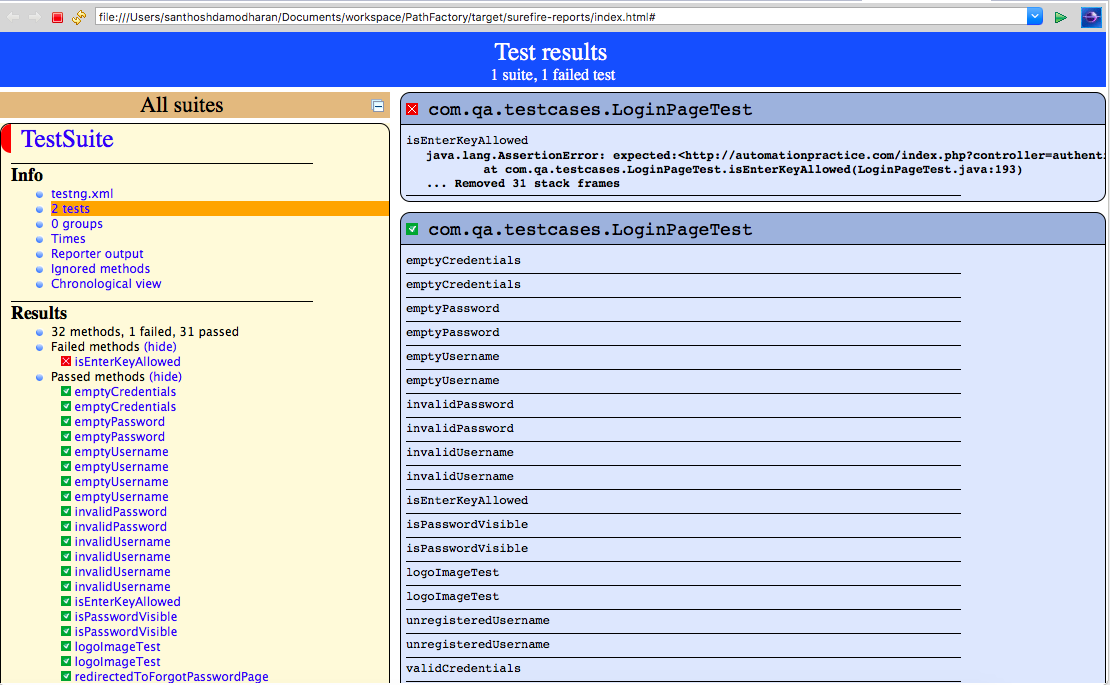 file:///Users/santhoshdamodharan/Documents/workspace/PathFactory/target/surefire-reports/index.html#
Test results
1 suite, 1 failed test
All suites
TestSuite
Info
testng.xml
2 tests
0 groups
Times
Reporter output
Ignored methods
Chronological view
Results
32 methods, 1 failed, 31 passed
Failed methods (hide)
isEnterKeyAllowed
Passed methods (hide)
emptyCredentials
emptyCredentials
emptyPassword
emptyPassword
emptyUsername
emptyUsername
emptyUsername
emptyUsername
invalidPassword
invalidPassword
invalidUsername
invalidUsername
invalidUsername
invalidUsername
isEnterKeyAllowed
isPasswordVisible
isPasswordVisible
logoImageTest
logoImageTest
redirectedToForgotPasswordPage
com.qa.testcases.LoginPageTest
isEnterKeyAllowed
java.lang.AssertionError: expected:<http://automationpractice.com/index.php?controller=authenti
at com.qa.testcases.LoginPageTest.isEnterKeyAllowed(LoginPageTest.java:193)
... Removed 31 stack frames
com.qa.testcases.LoginPageTest
emptyCredentials
emptyCredentials
emptyPassword
emptyPassword
emptyUsername
emptyUsername
invalidPassword
invalidPassword
invalidUsername
invalidUsername
isEnterKeyAllowed
isPasswordVisible
isPasswordVisible
logoImageTest
logoImageTest
unregisteredUsername
unregisteredUsername
validCredentials